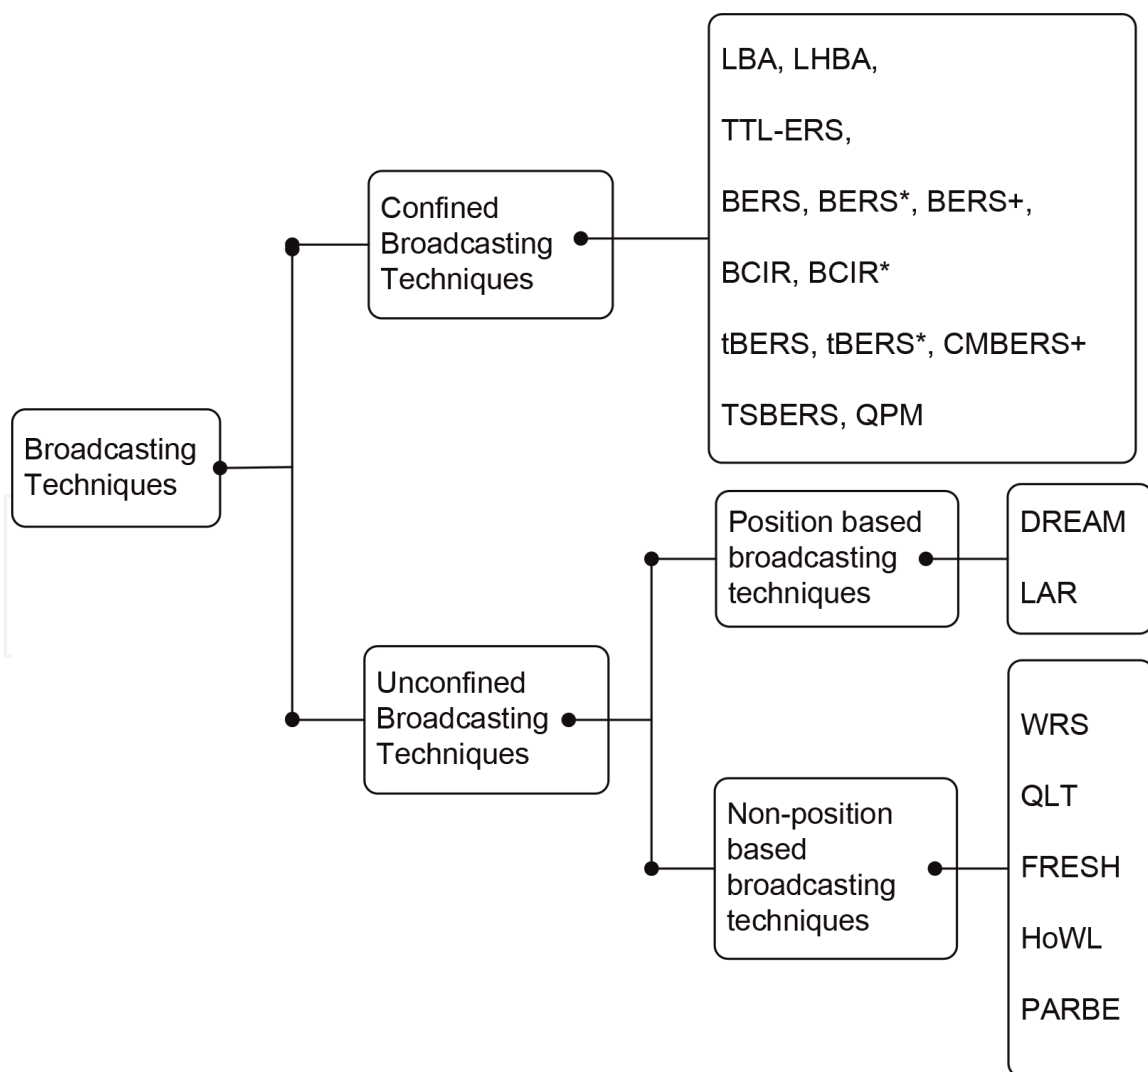 Broadcasting
Techniques
Confined
Broadcasting
Techniques
LBA, LHBA,
TTL-ERS,
BERS, BERS*, BERS+,
BCIR, BCIR*
tBERS, tBERS*, CMBERS+
TSBERS, QPM
Unconfined
Broadcasting
Techniques
Position based
broadcasting
techniques
DREAM
LAR
Non-position
based
broadcasting
techniques
WRS
QLT
FRESH
HoWL
PARBE